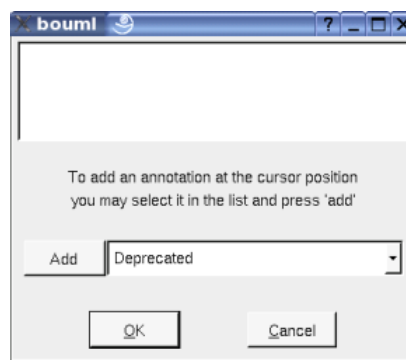 bouml
To add an annotation at the cursor position
you may select it in the list and press 'add'
Add Deprecated
OK Cancel